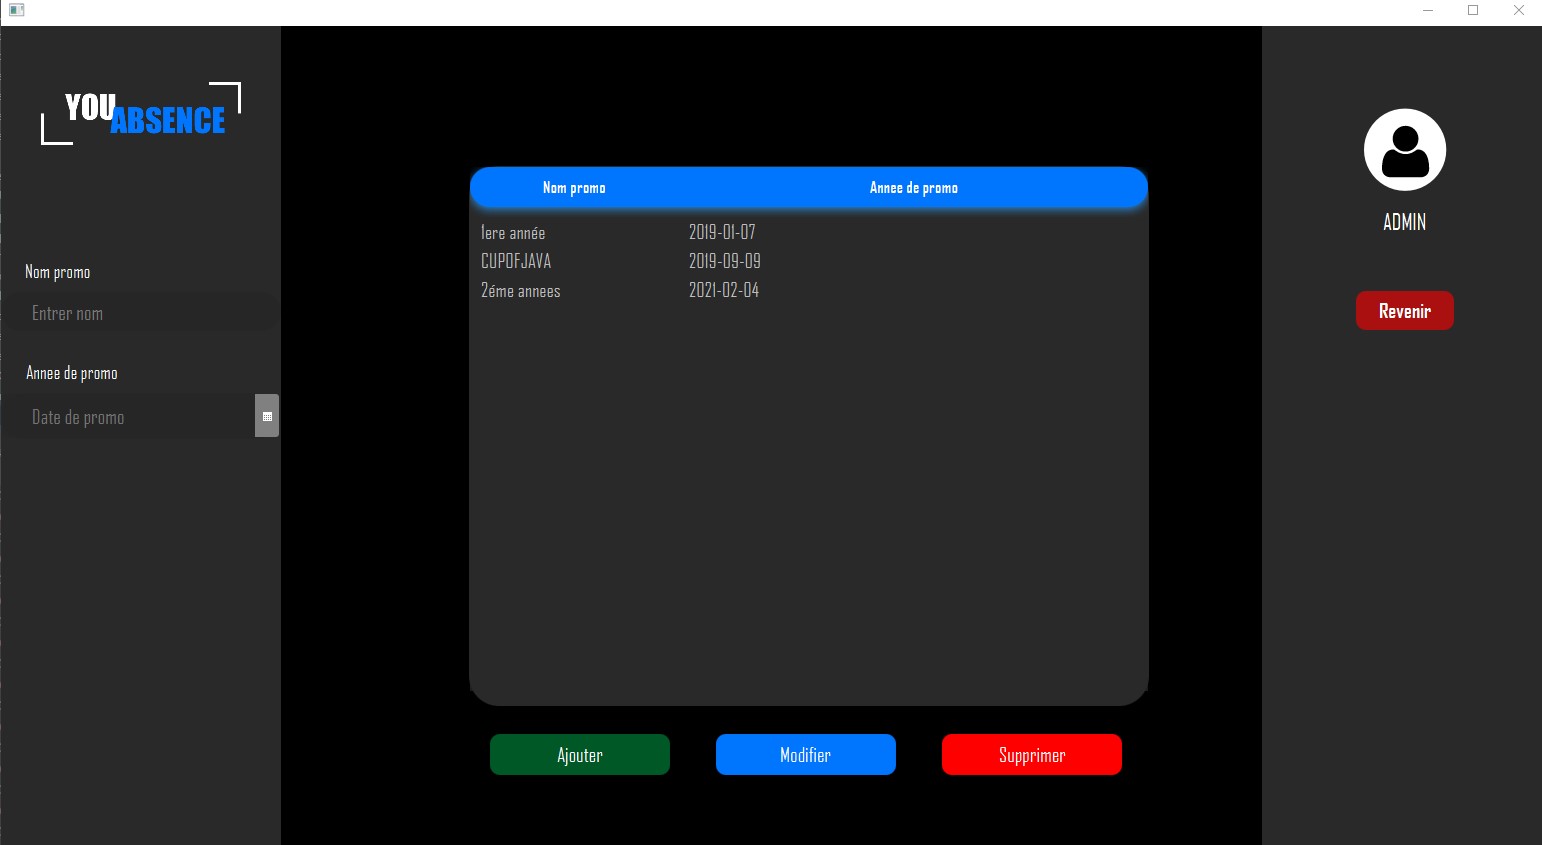 YOU
ABSENCE
Nom promo
Entrer nom
Annee de promo
Date de promo
Nom promo Annee de promo
1ere année 2019-01-07
CUPOFJAVA 2019-09-09
2éme annees 2021-02-04
Ajouter Modifier Supprimer
ADMIN
Revenir